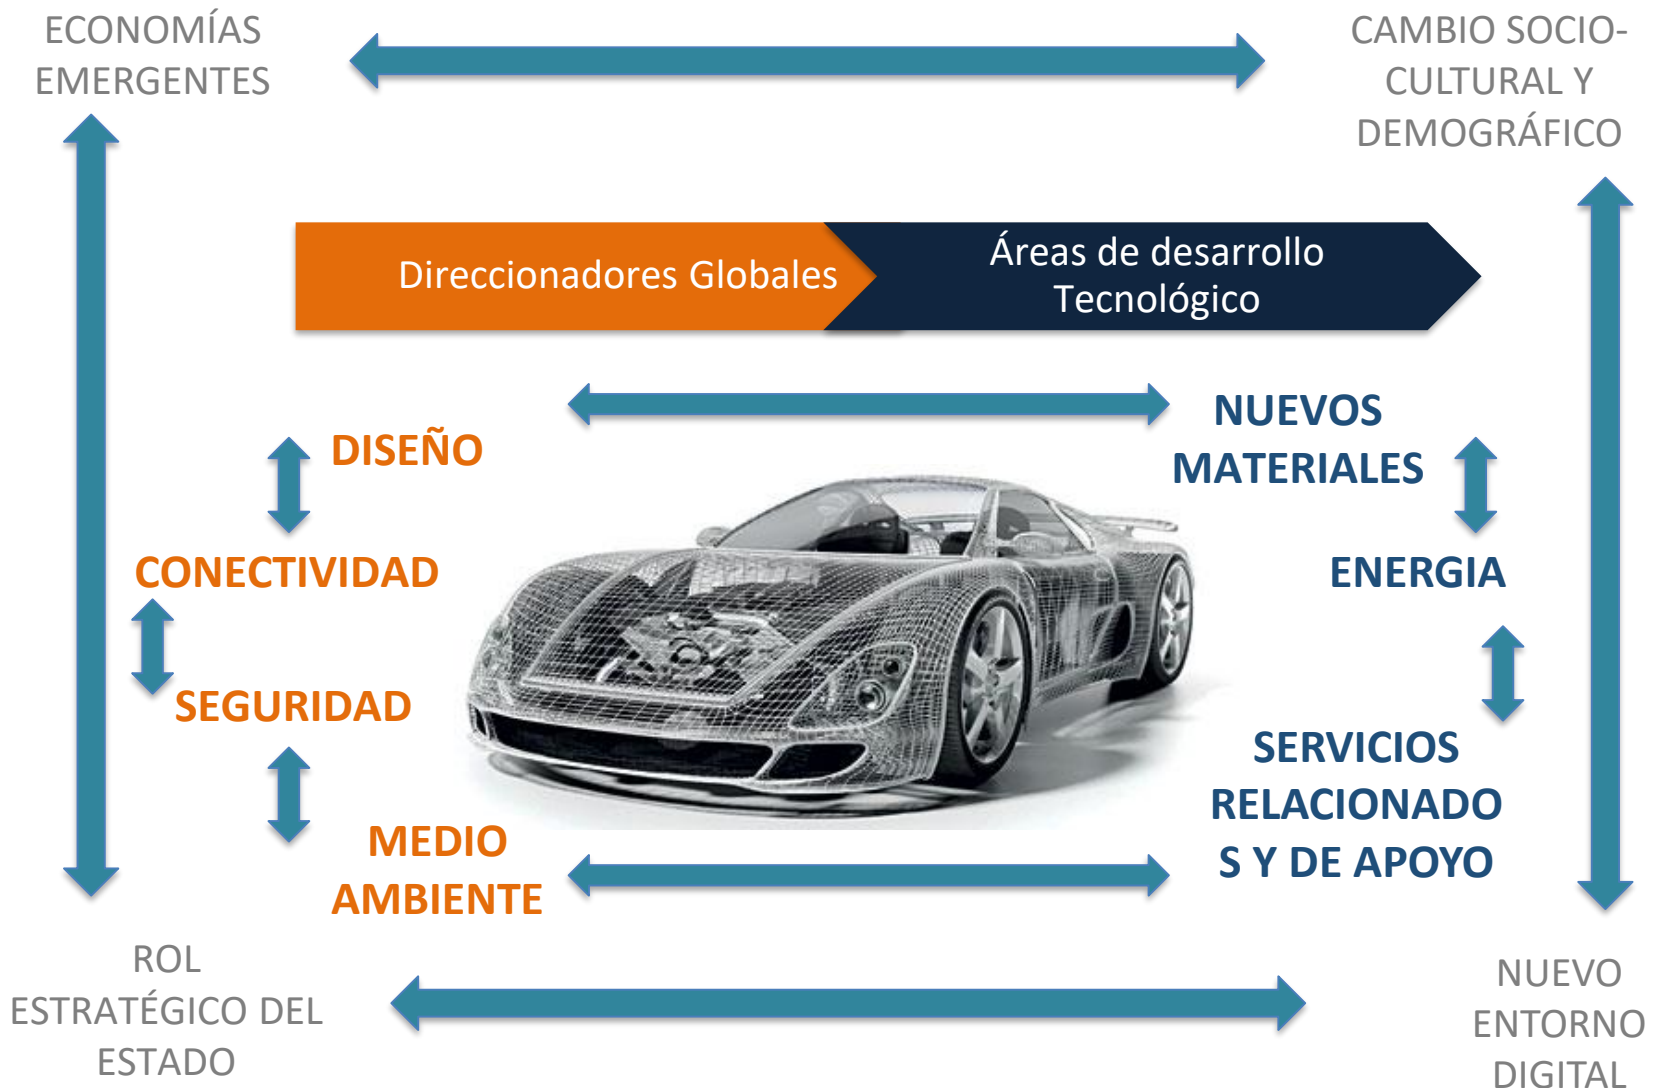 ECONOMÍAS
EMERGENTES
CAMBIO SOCIO-
CULTURAL Y
DEMOGRÁFICO
Direccionadores Globales
Áreas de desarrollo
Tecnológico
DISEÑO
NUEVOS
MATERIALES
CONECTIVIDAD
ENERGIA
SEGURIDAD
SERVICIOS
RELACIONADO
S Y DE APOYO
MEDIO
AMBIENTE
ROL
ESTRATÉGICO DEL
ESTADO
NUEVO
ENTORNO
DIGITAL